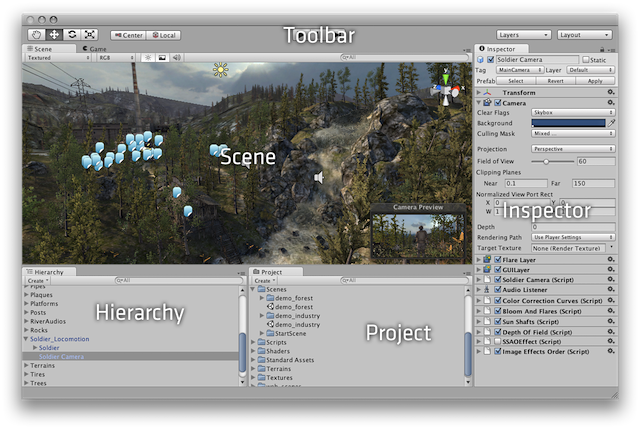 Toolbar
Center
Local
Layers
Layout
Scene
Game
Textured
RGB
All
Scene
Camera Preview
Inspector
Soldier Camera
Static
Tag MainCamera Layer Default
Prefab Select Revert Apply
Transform
Camera
Clear Flags Skybox
Background
Culling Mask Mixed ...
Projection Perspective
Field of View 60
Clipping Planes
Near 0.1 Far 150
Normalized View Port Rect
X 0 Y 0
W 1
Inspector
Depth 0
Rendering Path Use Player Settings
Target Texture None (Render Texture)
Flare Layer
GUILayer
Soldier Camera (Script)
Audio Listener
Color Correction Curves (Script)
Bloom And Flares (Script)
Sun Shafts (Script)
Depth Of Field (Script)
SSAOEffect (Script)
Image Effects Order (Script)
Hierarchy
Create All
Pipes
Plaques
Platforms
Posts
RiverAudios
Rocks
Soldier_Locomotion
Soldier
Soldier Camera
Terrains
Tires
Trees
Hierarchy
Project
Create All
Scenes
demo_forest
demo_forest
demo_industry
demo_industry
StartScene
Scripts
Shaders
Standard Assets
Terrains
Textures
Project